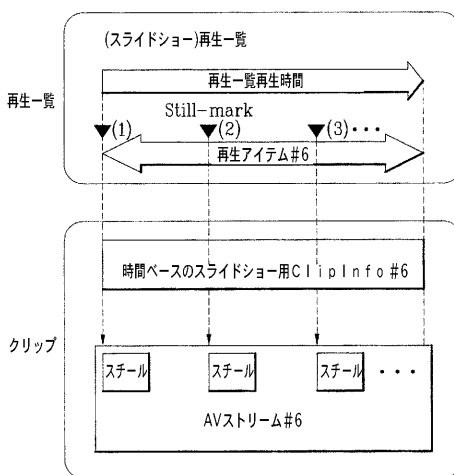 (スライドショー)再生一覧
再生一覧
再生一覧再生時間
Still-mark
(1) (2) (3)・・・
再生アイテム#6
時間ベースのスライドショー用ClipInfo#6
クリップ
スチール スチール スチール ・・・
AVストリーム#6